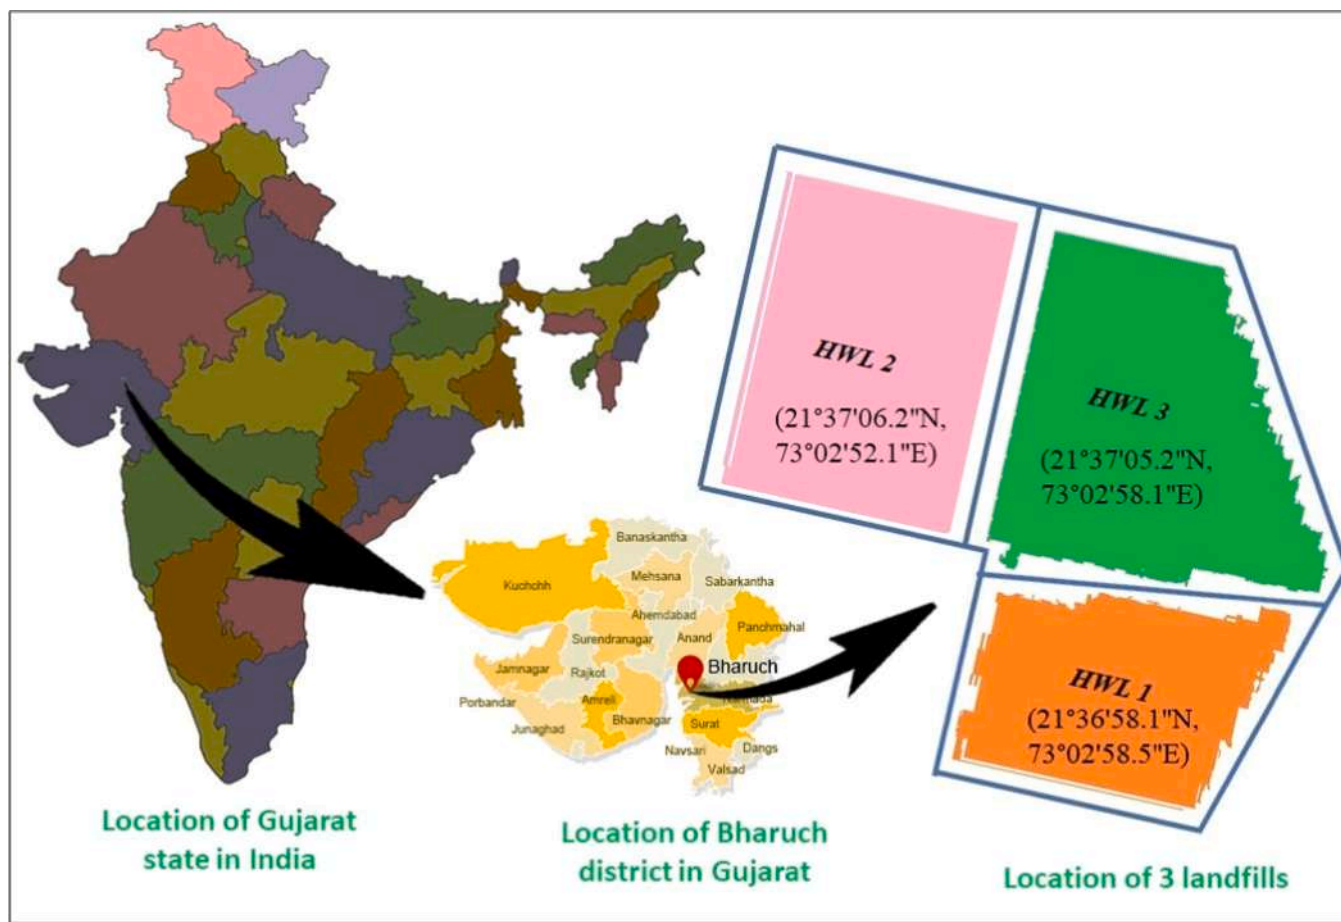 HWL 2
(21°37'06.2"N,
73°02'52.1"E)
HWL 3
(21°37'05.2"N,
73°02'58.1"E)
HWL 1
(21°36'58.1"N,
73°02'58.5"E)
Banaskantha
Kuchchh
Mehsana
Sabarkantha
Ahemdabad
Panchmahal
Surendranagar
Anand
Jamnagar
Rajkot
Bharuch
Narmada
Porbandar
Amreli
Junaghad
Bhavnagar
Surat
Navsari
Dangs
Valsad
Location of Gujarat
state in India
Location of Bharuch
district in Gujarat
Location of 3 landfills